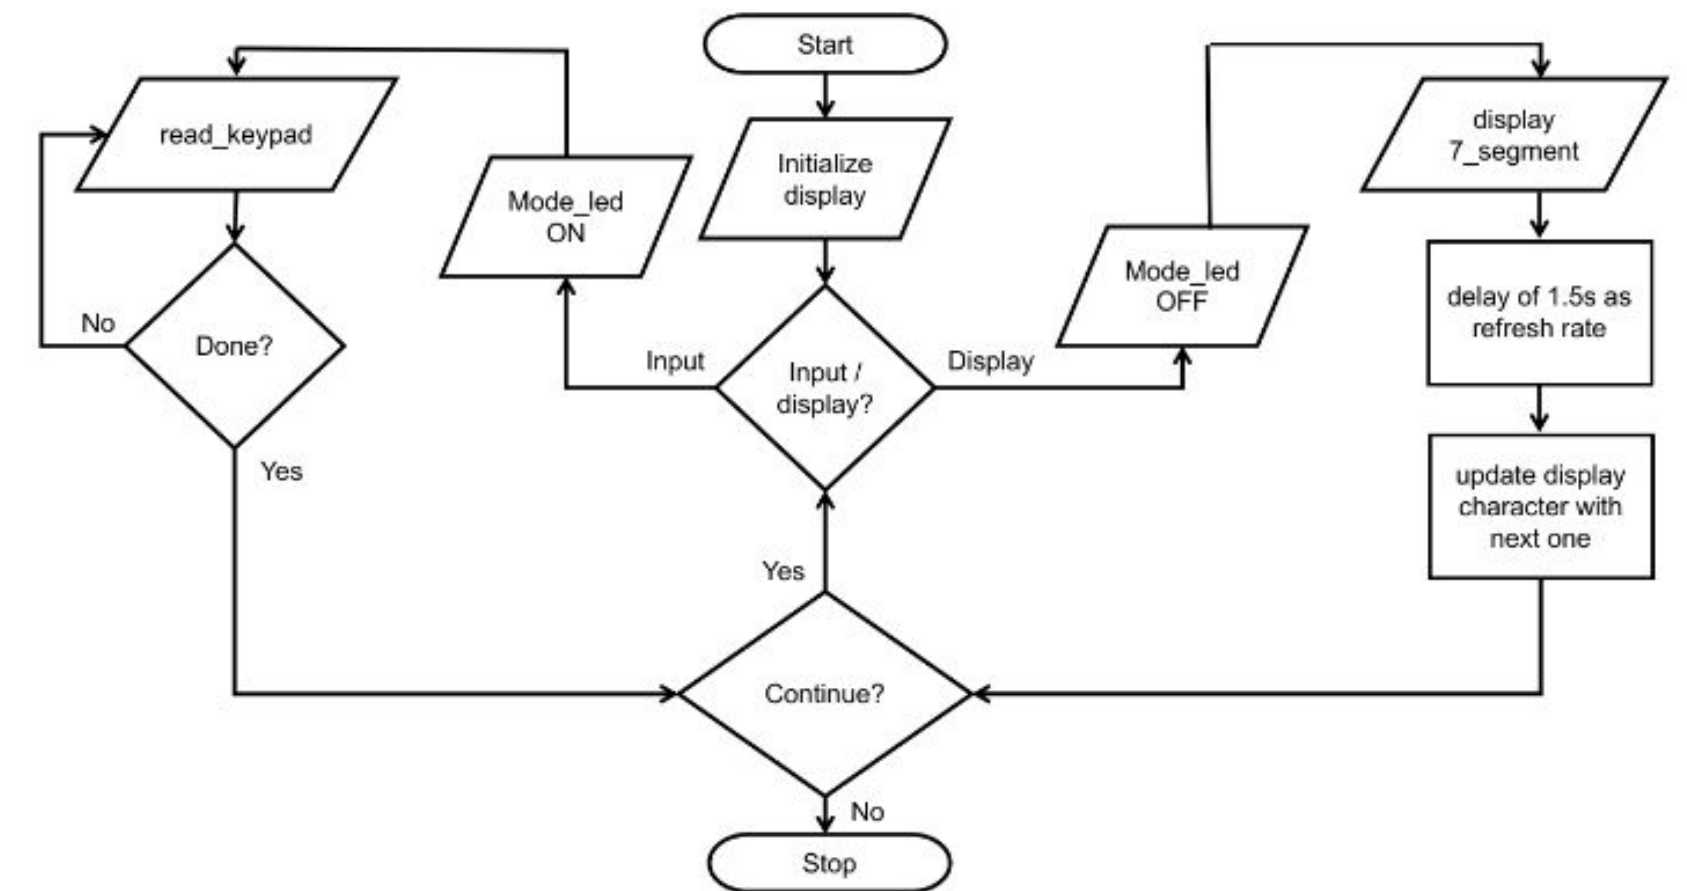 Start
Initialize
display
Input /
display?
Input
Mode_led
ON
read_keypad
Done?
No
Yes
Display
Mode_led
OFF
display
7_segment
delay of 1.5s as
refresh rate
update display
character with
next one
Continue?
Yes
No
Stop